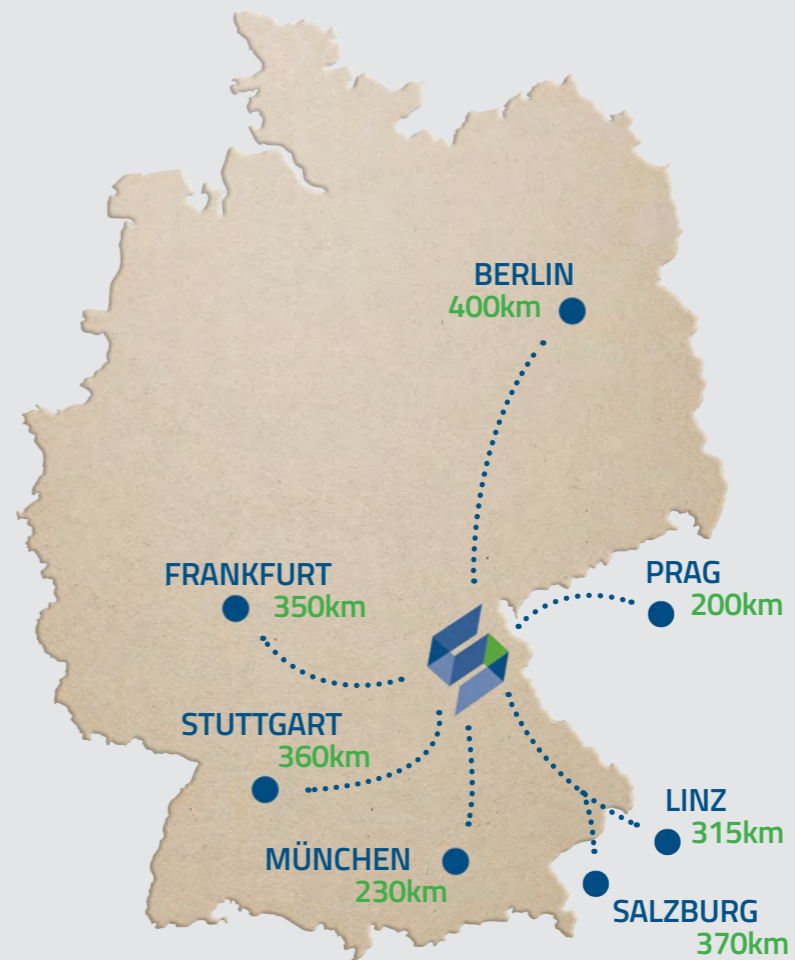 BERLIN
400km
FRANKFURT
350km
PRAG
200km
STUTTGART
360km
LINZ
315km
MÜNCHEN
230km
SALZBURG
370km